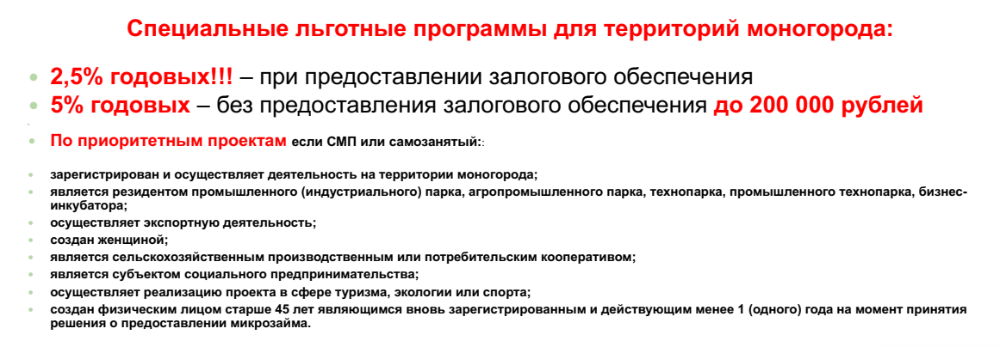 Специальные льготные программы для территорий моногорода:
2,5% годовых!!! – при предоставлении залогового обеспечения
5% годовых – без предоставления залогового обеспечения до 200 000 рублей
По приоритетным проектам если СМП или самозанятый::
зарегистрирован и осуществляет деятельность на территории моногорода;
является резидентом промышленного (индустриального) парка, агропромышленного парка, технопарка, промышленного технопарка, бизнес-
инкубатора;
осуществляет экспортную деятельность;
создан женщиной;
является сельскохозяйственным производственным или потребительским кооперативом;
является субъектом социального предпринимательства;
осуществляет реализацию проекта в сфере туризма, экологии или спорта;
создан физическим лицом старше 45 лет являющимся вновь зарегистрированным и действующим менее 1 (одного) года на момент принятия
решения о предоставлении микрозайма.